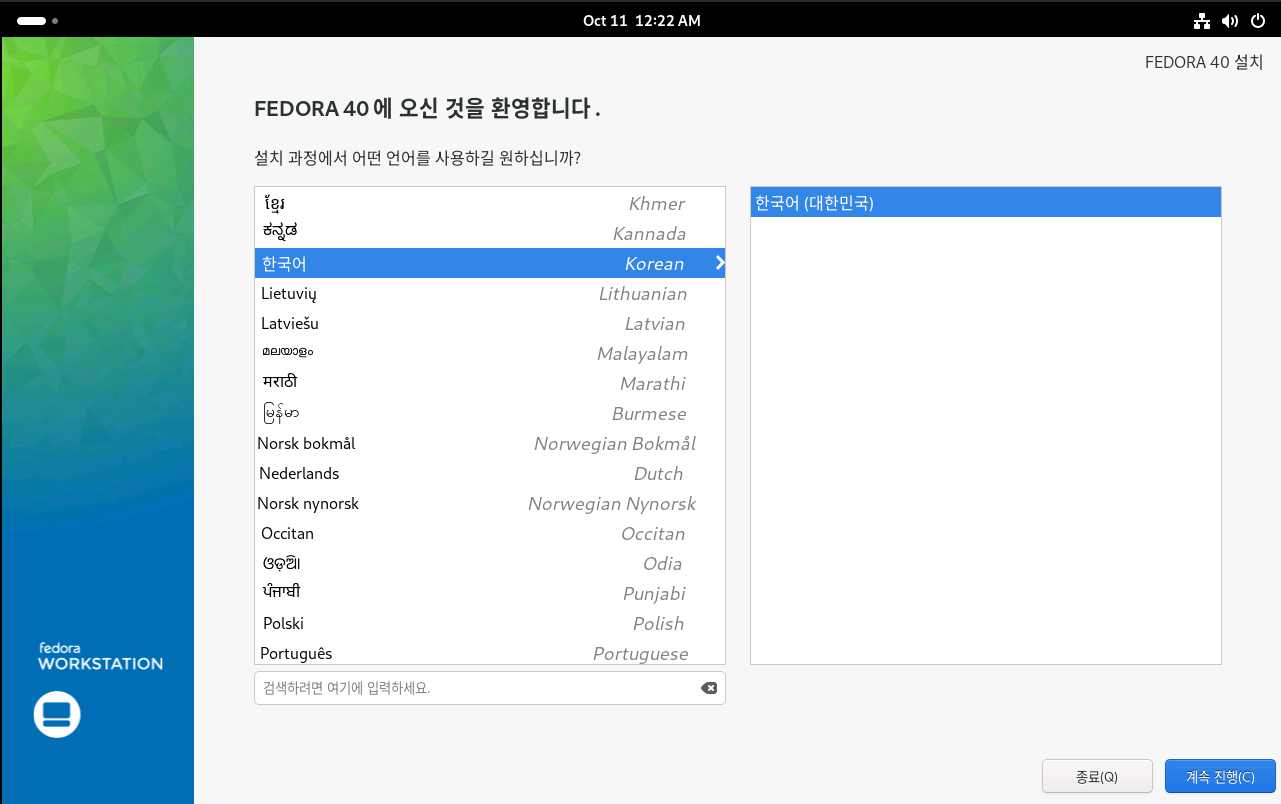 Oct 11 12:22 AM
FEDORA 40 설치
FEDORA 40 에 오신 것을 환영합니다 .
설치 과정에서 어떤 언어를 사용하길 원하십니까?
ខ្មែរ Khmer
ಕನ್ನಡ Kannada
한국어 Korean
한국어 (대한민국)
Lietuvių Lithuanian
Latviešu Latvian
മലയാളം Malayalam
मराठी Marathi
မြန်မာ Burmese
Norsk bokmål Norwegian Bokmål
Nederlands Dutch
Norsk nynorsk Norwegian Nynorsk
Occitan Occitan
ଓଡ଼ିଆ Odia
ਪੰਜਾਬੀ Punjabi
Polski Polish
Português Portuguese
검색하려면 여기에 입력하세요.
fedora
WORKSTATION
종료(Q)
계속 진행(C)